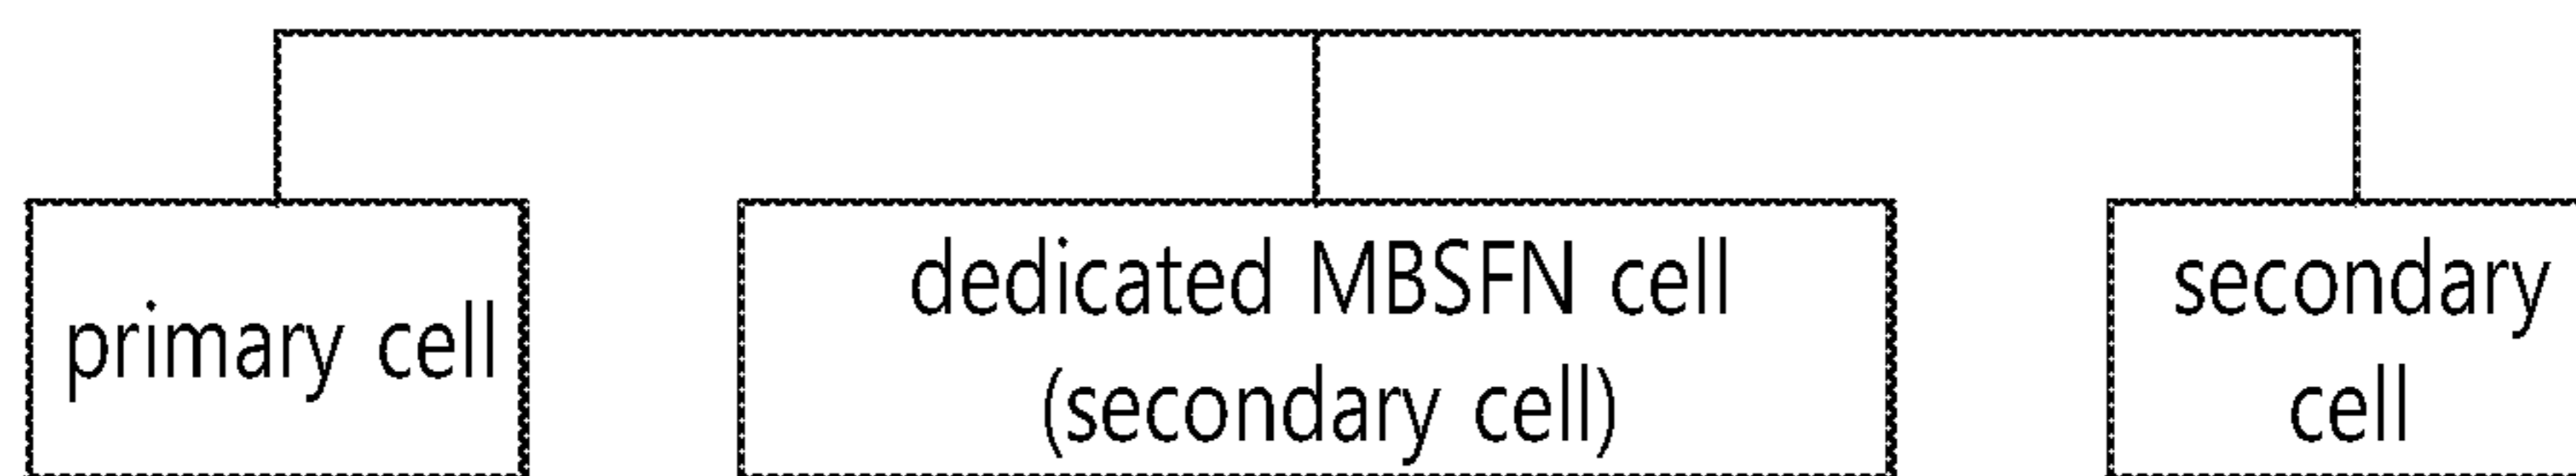 primary cell
dedicated MBSFN cell
(secondary cell)
secondary
cell